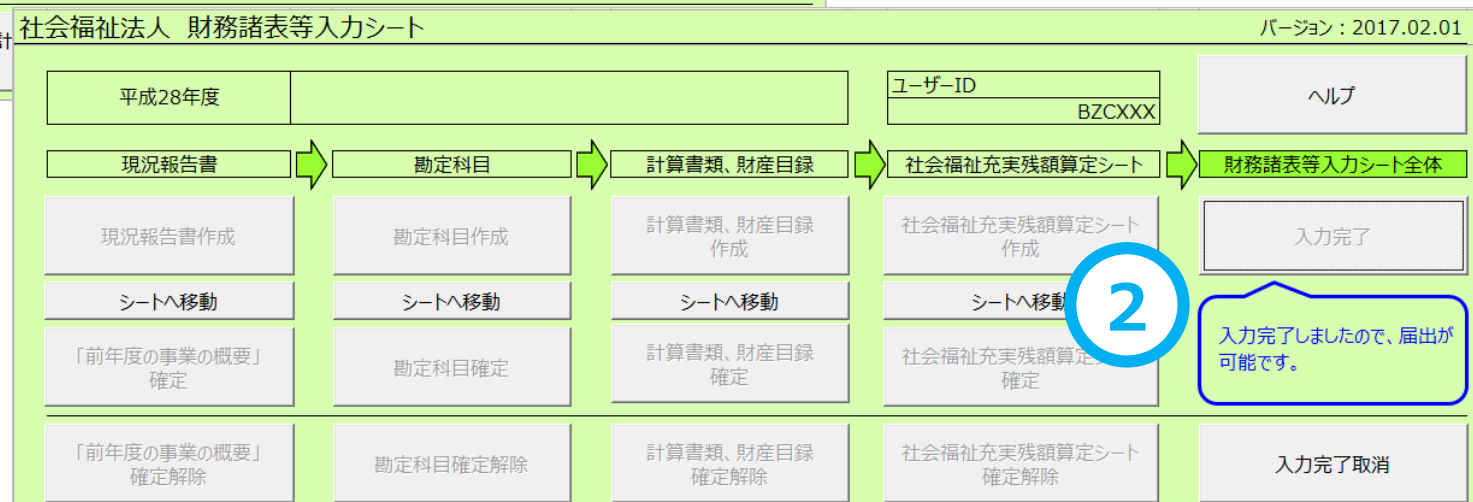 計
社会福祉法人 財務諸表等入力シート
バージョン:2017.02.01
平成28年度
ユーザーID
BZCXXX
ヘルプ
現況報告書
勘定科目
計算書類、財産目録
社会福祉充実残額算定シート
財務諸表等入力シート全体
現況報告書作成
勘定科目作成
計算書類、財産目録
作成
社会福祉充実残額算定シート
作成
入力完了
シートへ移動
シートへ移動
シートへ移動
シートへ移動
2
入力完了しましたので、届出が
可能です。
「前年度の事業の概要」
確定
勘定科目確定
計算書類、財産目録
確定
社会福祉充実残額算定
確定
「前年度の事業の概要」
確定解除
勘定科目確定解除
計算書類、財産目録
確定解除
社会福祉充実残額算定シート
確定解除
入力完了取消